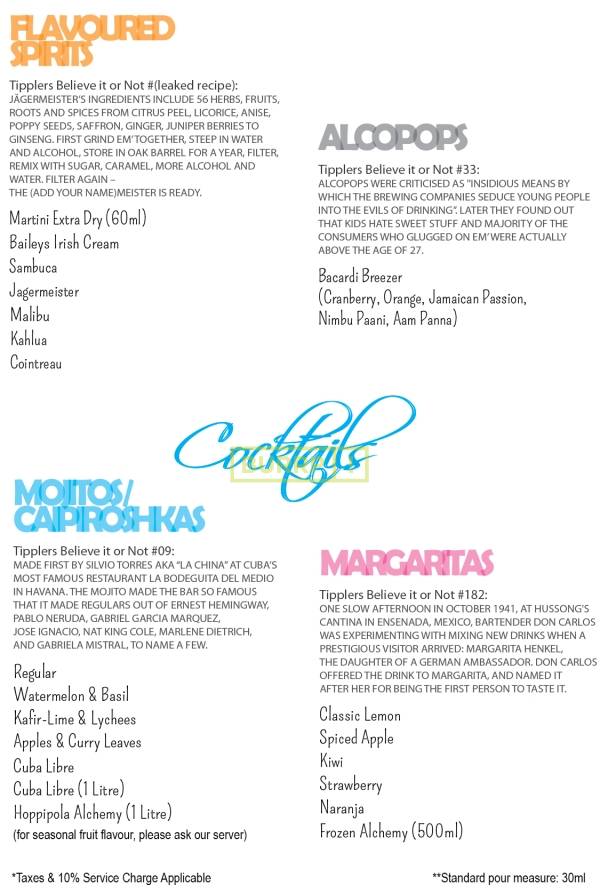 FLAVOURED
SPIRITS
Tipplers Believe it or Not #(leaked recipe):
JÄGERMEISTER'S INGREDIENTS INCLUDE 56 HERBS, FRUITS,
ROOTS AND SPICES FROM CITRUS PEEL, LICORICE, ANISE,
POPPY SEEDS, SAFFRON, GINGER, JUNIPER BERRIES TO
GINSENG. FIRST GRIND EM'TOGETHER, STEEP IN WATER
AND ALCOHOL, STORE IN OAK BARREL FOR A YEAR, FILTER,
REMIX WITH SUGAR, CARAMEL, MORE ALCOHOL AND
WATER. FILTER AGAIN –
THE (ADD YOUR NAME)MEISTER IS READY.
Martini Extra Dry (60ml)
Baileys Irish Cream
Sambuca
Jagermeister
Malibu
Kahlua
Cointreau
ALCOPOPS
Tipplers Believe it or Not #33:
ALCOPOPS WERE CRITICISED AS "INSIDIOUS MEANS BY
WHICH THE BREWING COMPANIES SEDUCE YOUNG PEOPLE
INTO THE EVILS OF DRINKING". LATER THEY FOUND OUT
THAT KIDS HATE SWEET STUFF AND MAJORITY OF THE
CONSUMERS WHO GLUGGED ON EM'WERE ACTUALLY
ABOVE THE AGE OF 27.
Bacardi Breezer
(Cranberry, Orange, Jamaican Passion,
Nimbu Paani, Aam Panna)
Cocktails
MOJITOS/
CAIPIROSHKAS
Tipplers Believe it or Not #09:
MADE FIRST BY SILVIO TORRES AKA "LA CHINA" AT CUBA'S
MOST FAMOUS RESTAURANT LA BODEGUITA DEL MEDIO
IN HAVANA. THE MOJITO MADE THE BAR SO FAMOUS
THAT IT MADE REGULARS OUT OF ERNEST HEMINGWAY,
PABLO NERUDA, GABRIEL GARCIA MARQUEZ,
JOSE IGNACIO, NAT KING COLE, MARLENE DIETRICH,
AND GABRIELA MISTRAL, TO NAME A FEW.
Regular
Watermelon & Basil
Kafir-Lime & Lychees
Apples & Curry Leaves
Cuba Libre
Cuba Libre (1 Litre)
Hoppipola Alchemy (1 Litre)
(for seasonal fruit flavour, please ask our server)
MARGARITAS
Tipplers Believe it or Not #182:
ONE SLOW AFTERNOON IN OCTOBER 1941, AT HUSSONG'S
CANTINA IN ENSENADA, MEXICO, BARTENDER DON CARLOS
WAS EXPERIMENTING WITH MIXING NEW DRINKS WHEN A
PRESTIGIOUS VISITOR ARRIVED: MARGARITA HENKEL,
THE DAUGHTER OF A GERMAN AMBASSADOR. DON CARLOS
OFFERED THE DRINK TO MARGARITA, AND NAMED IT
AFTER HER FOR BEING THE FIRST PERSON TO TASTE IT.
Classic Lemon
Spiced Apple
Kiwi
Strawberry
Naranja
Frozen Alchemy (500ml)
*Taxes & 10% Service Charge Applicable
**Standard pour measure: 30ml